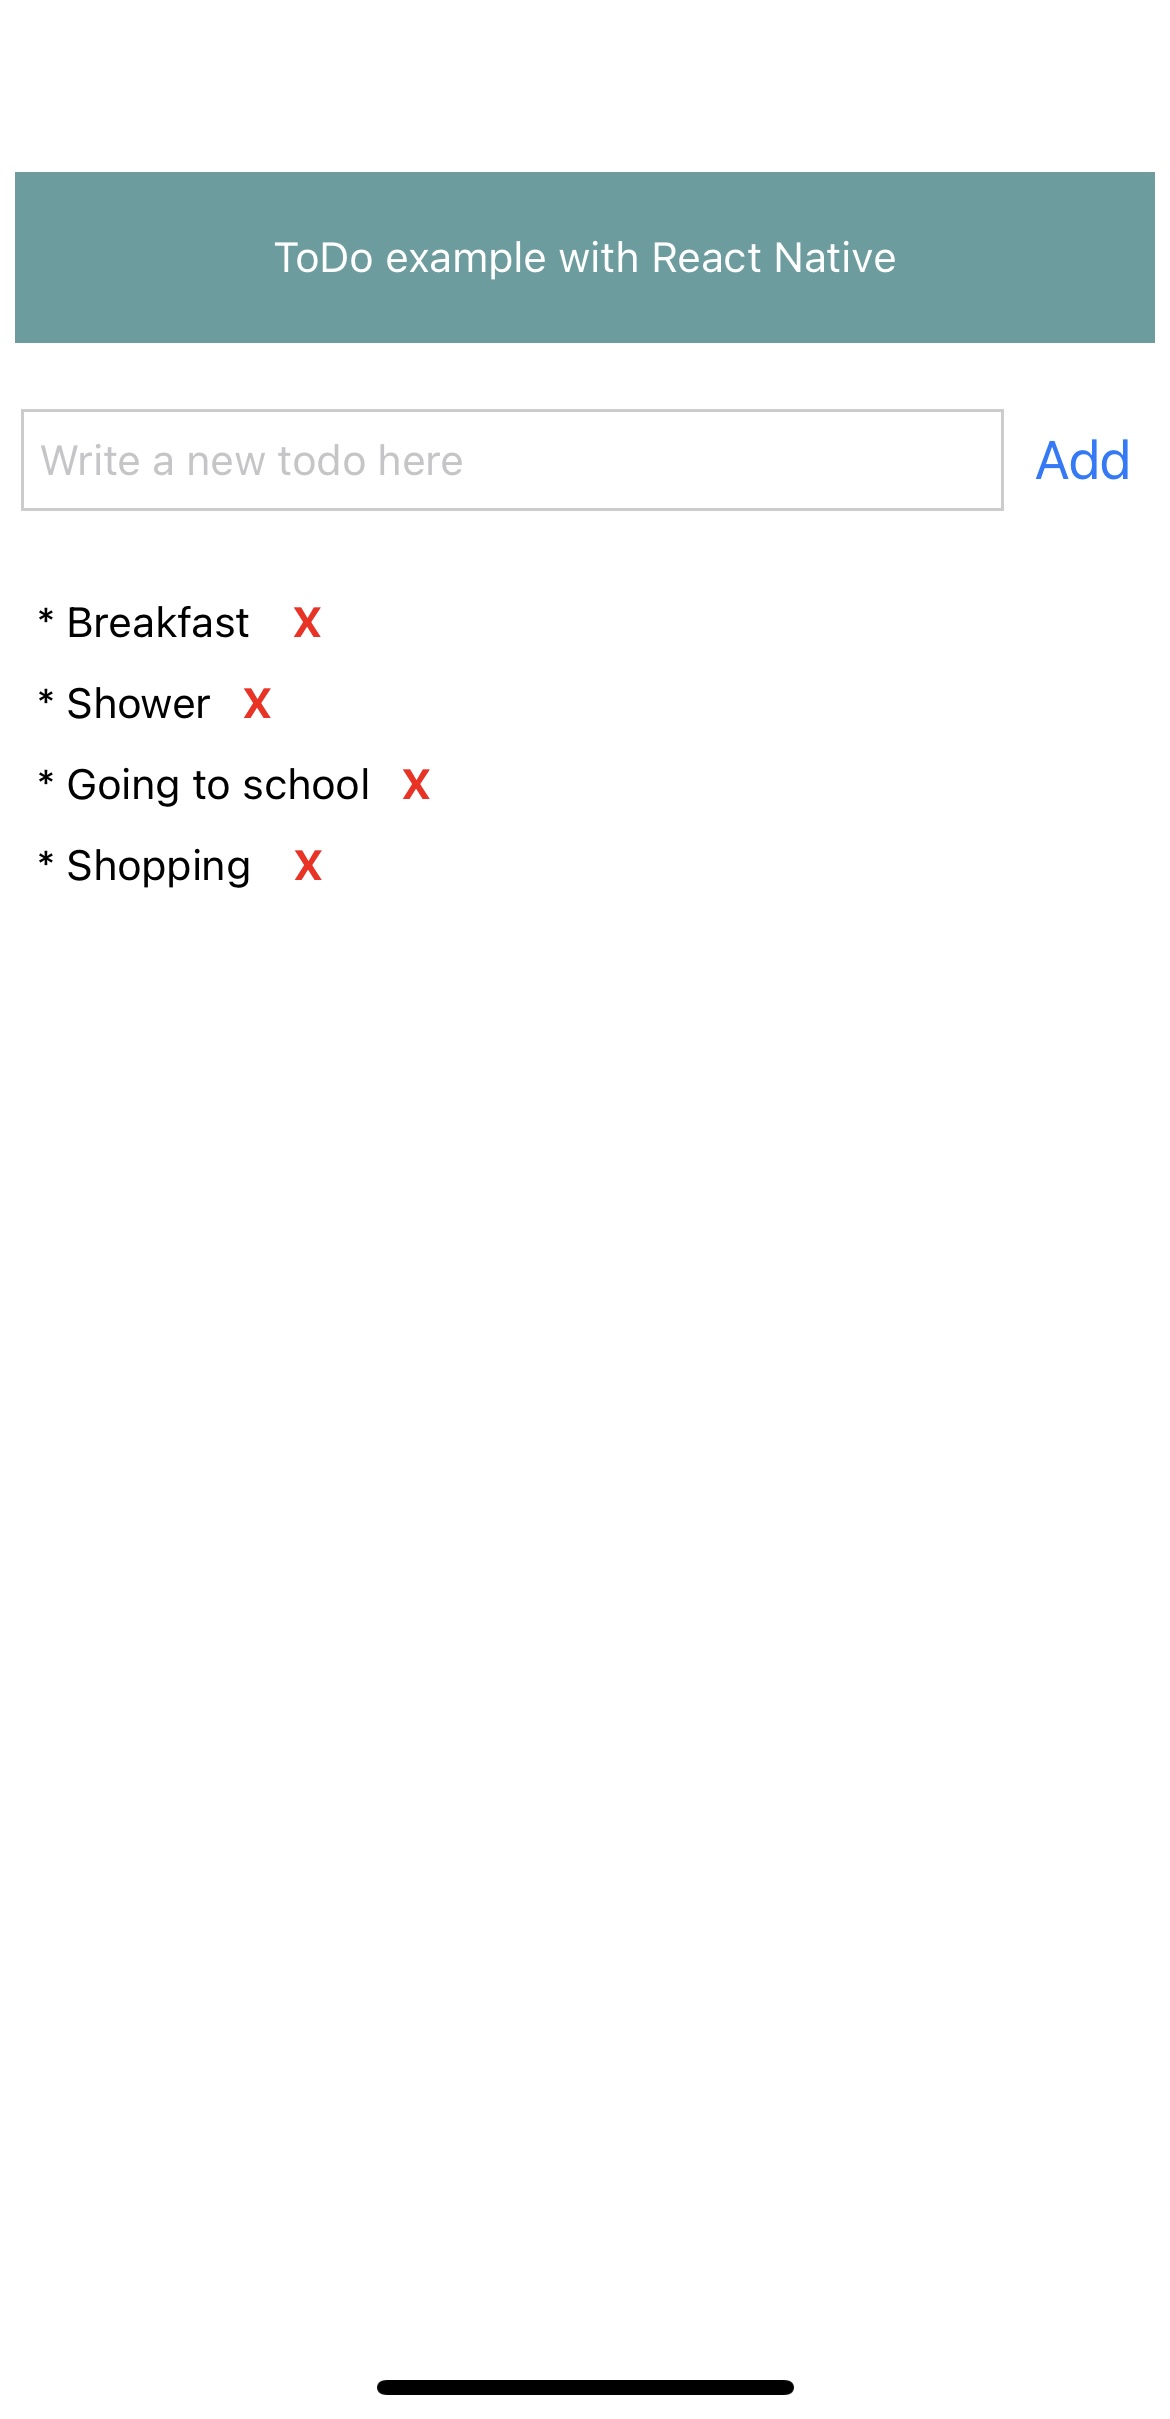 ToDo example with React Native
Write a new todo here
Add
* Breakfast X
* Shower X
* Going to school X
* Shopping X